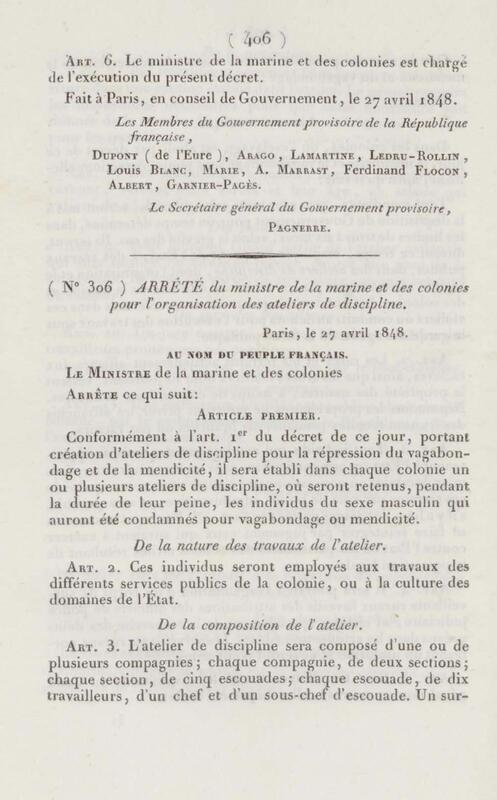 ( 406 )
ART. 6. Le ministre de la marine et des colonies est chargé
de l'exécution du présent décret.
Fait à Paris, en conseil de Gouvernement, le 27 avril 1848.
Les Membres du Gouvernement provisoire de la République
française,
DUPONT ( de l'Eure ), ARAGO, LAMARTINE, LEDRU-ROLLIN,
Louis BLANC, MARIE, A. MARRAST, Ferdinand FLOCON,
ALBERT, GARNIER-PAGÈS.
Le Secrétaire général du Gouvernement provisoire,
PAGNERRE.
( N° 306 ) ARRÊTÉ du ministre de la marine et des colonies
pour l'organisation des ateliers de discipline.
Paris, le 27 avril 1848.
AU NOM DU PEUPLE FRANÇAIS.
LE MINISTRE de la marine et des colonies
ARRÊTE ce qui suit:
ARTICLE PREMIER.
Conformément à l'art. 1er du décret de ce jour, portant
création d'ateliers de discipline pour la répression du vagabon-
dage et de la mendicité, il sera établi dans chaque colonie un
ou plusieurs ateliers de discipline, où seront retenus, pendant
la durée de leur peine, les individus du sexe masculin qui
auront été condamnés pour vagabondage ou mendicité.
De la nature des travaux de l'atelier.
ART. 2. Ces individus seront employés aux travaux des
différents services publics de la colonie, ou à la culture des
domaines de l'État.
De la composition de l'atelier.
ART. 3. L'atelier de discipline sera composé d'une ou de
plusieurs compagnies; chaque compagnie, de deux sections;
chaque section, de cinq escouades; chaque escouade, de dix
travailleurs, d'un chef et d'un sous-chef d'escouade. Un sur-